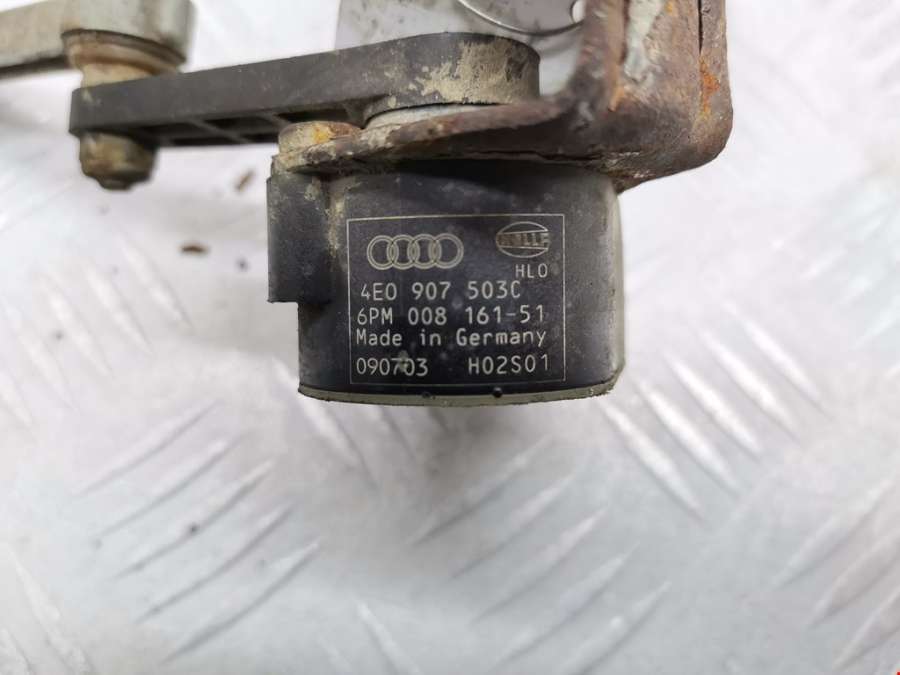 HELLA
HLO
4E0 907 503C
6PM 008 161-51
Made in Germany
090703 H02S01